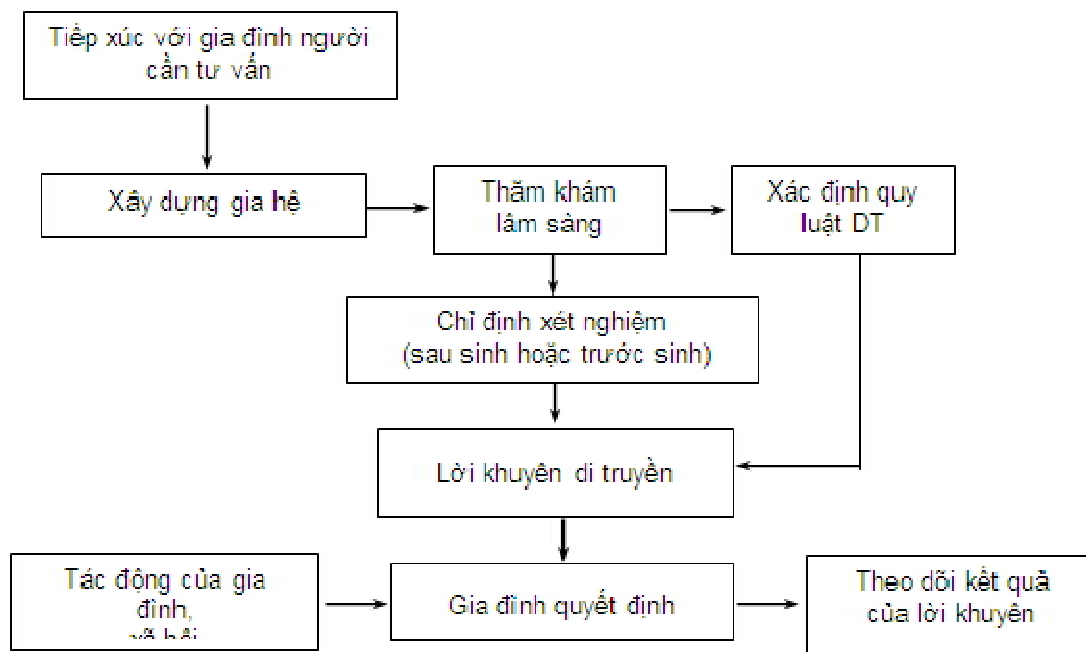 Tiếp xúc với gia đình người
cần tư vấn
Xây dựng gia hệ
Thăm khám
lâm sàng
Xác định quy
luật DT
Chỉ định xét nghiệm
(sau sinh hoặc trước sinh)
Lời khuyên di truyền
Tác động của gia
đình,
Gia đình quyết định
Theo dõi kết quả
của lời khuyên